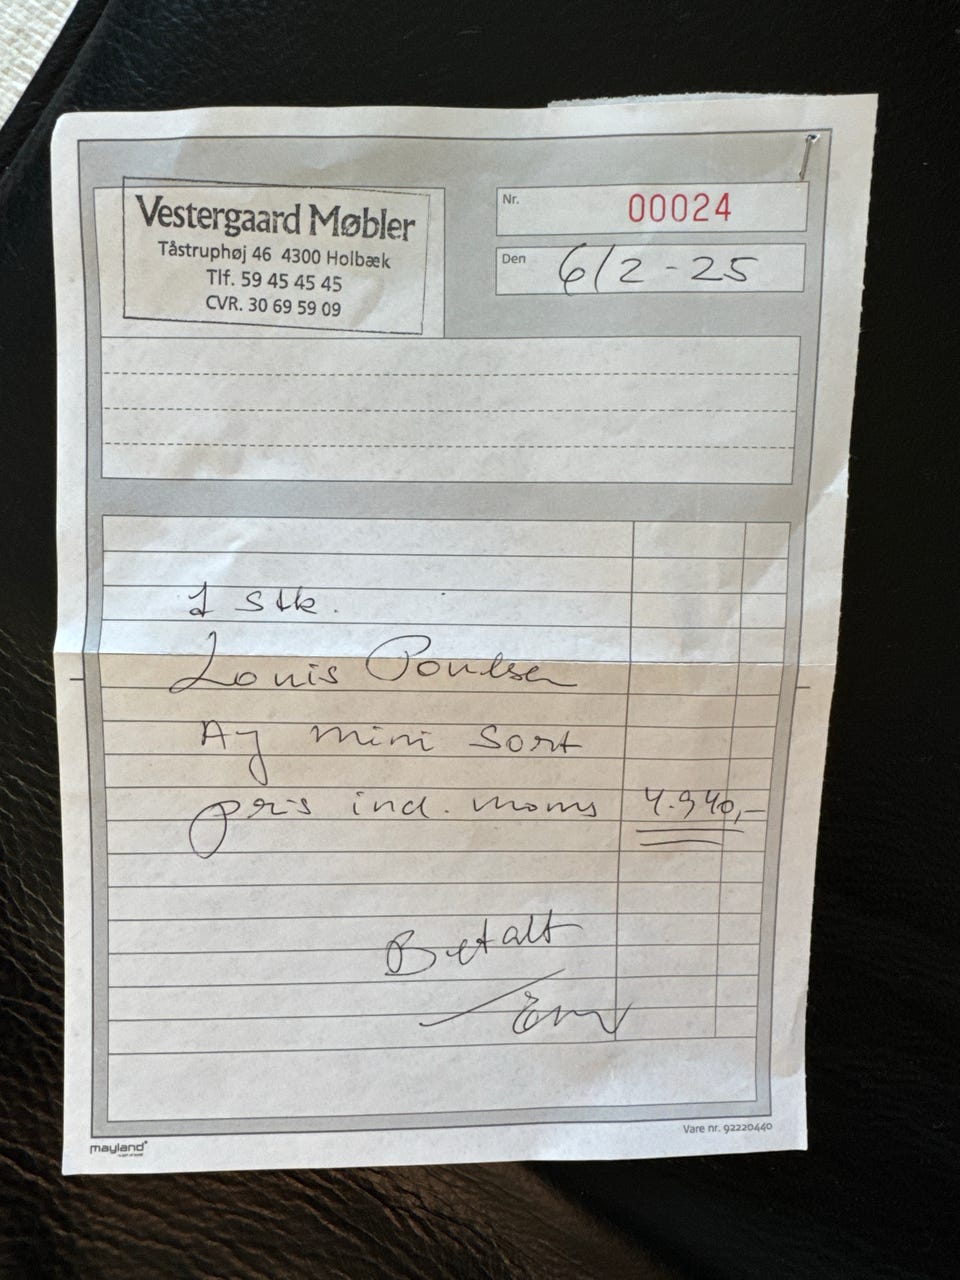 Vestergaard Møbler
Tåstruphøj 46 4300 Holbæk
Tlf. 59 45 45 45
CVR. 30 69 59 09
Nr. 00024
Den 6/2-25
1 Stk.
Louis Poulsen
AJ mini Sort
pris incl. moms 4.940,-
Betalt
mayland
Vare nr. 92220440